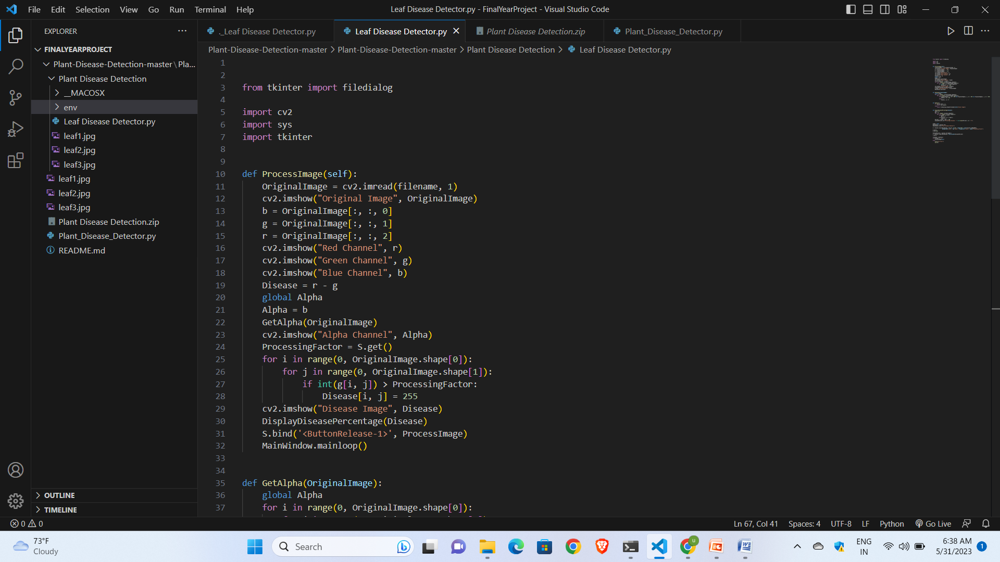 File Edit Selection View Go Run Terminal Help
Leaf Disease Detector.py - FinalYearProject - Visual Studio Code
EXPLORER
FINALYEARPROJECT
Plant-Disease-Detection-master\Pla...
Plant Disease Detection
__MACOSX
env
Leaf Disease Detector.py
leaf1.jpg
leaf2.jpg
leaf3.jpg
leaf1.jpg
leaf2.jpg
leaf3.jpg
Plant Disease Detection.zip
Plant_Disease_Detector.py
README.md
OUTLINE
TIMELINE
._Leaf Disease Detector.py
Leaf Disease Detector.py
Plant Disease Detection.zip
Plant_Disease_Detector.py
Plant-Disease-Detection-master > Plant-Disease-Detection-master > Plant Disease Detection > Leaf Disease Detector.py
1
2
3 from tkinter import filedialog
4
5 import cv2
6 import sys
7 import tkinter
8
9
10 def ProcessImage(self):
11 OriginalImage = cv2.imread(filename, 1)
12 cv2.imshow("Original Image", OriginalImage)
13 b = OriginalImage[:, :, 0]
14 g = OriginalImage[:, :, 1]
15 r = OriginalImage[:, :, 2]
16 cv2.imshow("Red Channel", r)
17 cv2.imshow("Green Channel", g)
18 cv2.imshow("Blue Channel", b)
19 Disease = r - g
20 global Alpha
21 Alpha = b
22 GetAlpha(OriginalImage)
23 cv2.imshow("Alpha Channel", Alpha)
24 ProcessingFactor = S.get()
25 for i in range(0, OriginalImage.shape[0]):
26 for j in range(0, OriginalImage.shape[1]):
27 if int(g[i, j]) > ProcessingFactor:
28 Disease[i, j] = 255
29 cv2.imshow("Disease Image", Disease)
30 DisplayDiseasePercentage(Disease)
31 S.bind('<ButtonRelease-1>', ProcessImage)
32 MainWindow.mainloop()
33
34
35 def GetAlpha(OriginalImage):
36 global Alpha
37 for i in range(0, OriginalImage.shape[0]):
0 0
Ln 67, Col 41 Spaces: 4 UTF-8 LF Python Go Live
73°F
Cloudy
Search
ENG
IN
6:38 AM
5/31/2023
1